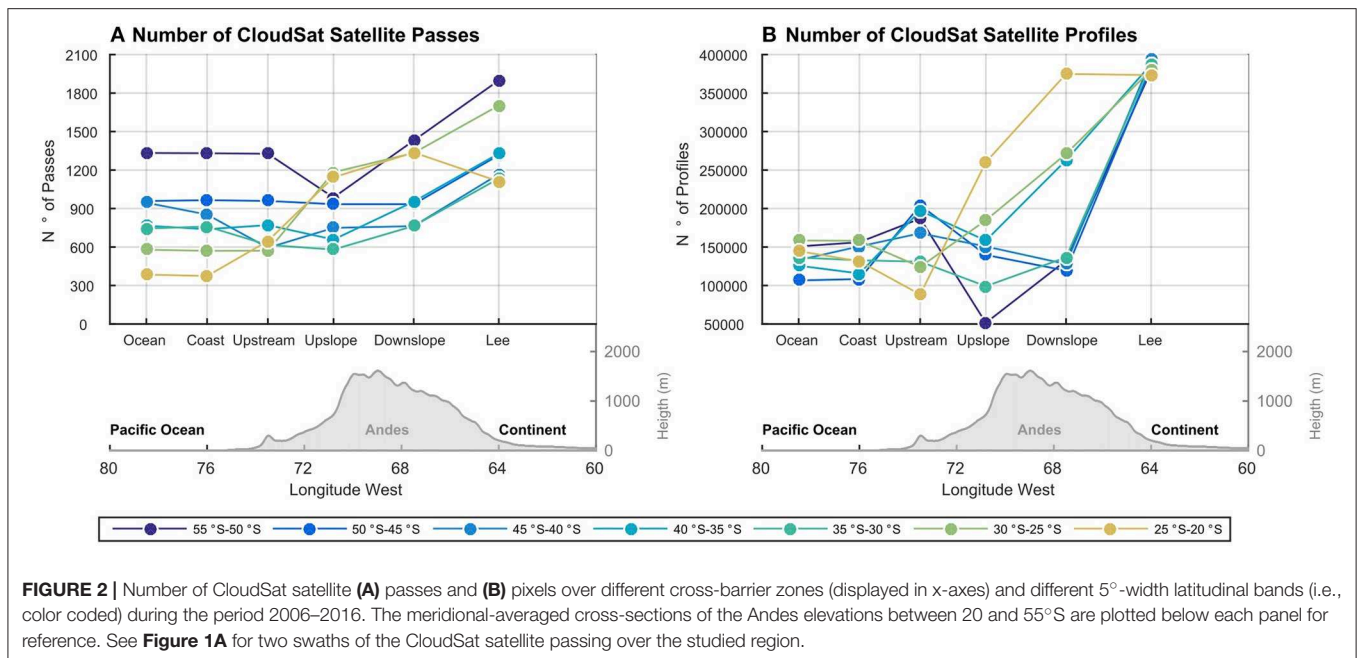 A Number of CloudSat Satellite Passes
2100
1800
1500
1200
900
600
300
0
N ° of Passes
Ocean Coast Upstream Upslope Downslope Lee
2000
1000
0
Heigth (m)
Pacific Ocean Andes Continent
80 76 72 68 64 60
Longitude West
B Number of CloudSat Satellite Profiles
400000
350000
300000
250000
200000
150000
100000
50000
N ° of Profiles
Ocean Coast Upstream Upslope Downslope Lee
2000
1000
0
Heigth (m)
Pacific Ocean Andes Continent
80 76 72 68 64 60
Longitude West
55 °S-50 °S 50 °S-45 °S 45 °S-40 °S 40 °S-35 °S 35 °S-30 °S 30 °S-25 °S 25 °S-20 °S
FIGURE 2 | Number of CloudSat satellite (A) passes and (B) pixels over different cross-barrier zones (displayed in x-axes) and different 5°-width latitudinal bands (i.e.,
color coded) during the period 2006–2016. The meridional-averaged cross-sections of the Andes elevations between 20 and 55°S are plotted below each panel for
reference. See Figure 1A for two swaths of the CloudSat satellite passing over the studied region.